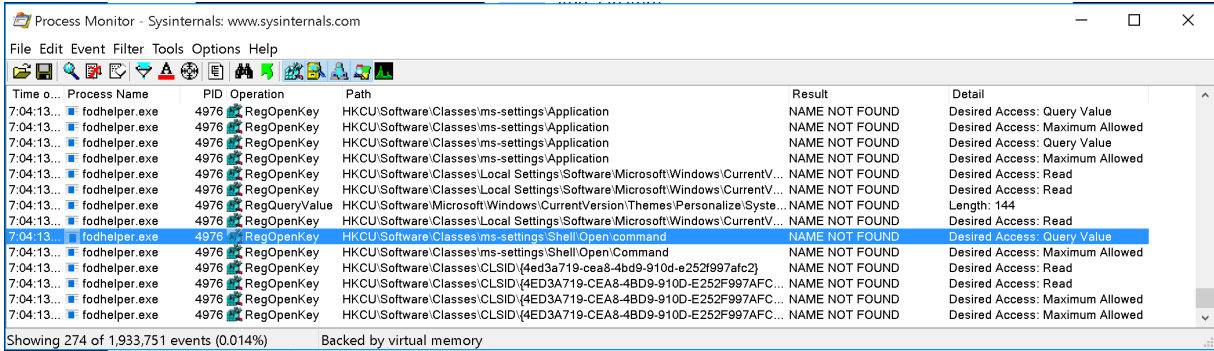 Process Monitor - Sysinternals: www.sysinternals.com
File Edit Event Filter Tools Options Help
Time o... Process Name PID Operation Path Result Detail
7:04:13... fodhelper.exe 4976 RegOpenKey HKCU\Software\Classes\ms-settings\Application NAME NOT FOUND Desired Access: Query Value
7:04:13... fodhelper.exe 4976 RegOpenKey HKCU\Software\Classes\ms-settings\Application NAME NOT FOUND Desired Access: Maximum Allowed
7:04:13... fodhelper.exe 4976 RegOpenKey HKCU\Software\Classes\ms-settings\Application NAME NOT FOUND Desired Access: Query Value
7:04:13... fodhelper.exe 4976 RegOpenKey HKCU\Software\Classes\ms-settings\Application NAME NOT FOUND Desired Access: Maximum Allowed
7:04:13... fodhelper.exe 4976 RegOpenKey HKCU\Software\Classes\Local Settings\Software\Microsoft\Windows\CurrentV... NAME NOT FOUND Desired Access: Read
7:04:13... fodhelper.exe 4976 RegOpenKey HKCU\Software\Classes\Local Settings\Software\Microsoft\Windows\CurrentV... NAME NOT FOUND Desired Access: Read
7:04:13... fodhelper.exe 4976 RegQueryValue HKCU\Software\Microsoft\Windows\CurrentVersion\Themes\Personalize\Syste... NAME NOT FOUND Length: 144
7:04:13... fodhelper.exe 4976 RegOpenKey HKCU\Software\Classes\Local Settings\Software\Microsoft\Windows\CurrentV... NAME NOT FOUND Desired Access: Read
7:04:13... fodhelper.exe 4976 RegOpenKey HKCU\Software\Classes\ms-settings\Shell\Open\command NAME NOT FOUND Desired Access: Query Value
7:04:13... fodhelper.exe 4976 RegOpenKey HKCU\Software\Classes\ms-settings\Shell\Open\Command NAME NOT FOUND Desired Access: Maximum Allowed
7:04:13... fodhelper.exe 4976 RegOpenKey HKCU\Software\Classes\CLSID\{4ed3a719-cea8-4bd9-910d-e252f997afc2} NAME NOT FOUND Desired Access: Read
7:04:13... fodhelper.exe 4976 RegOpenKey HKCU\Software\Classes\CLSID\{4ED3A719-CEA8-4BD9-910D-E252F997AFC... NAME NOT FOUND Desired Access: Read
7:04:13... fodhelper.exe 4976 RegOpenKey HKCU\Software\Classes\CLSID\{4ED3A719-CEA8-4BD9-910D-E252F997AFC... NAME NOT FOUND Desired Access: Maximum Allowed
7:04:13... fodhelper.exe 4976 RegOpenKey HKCU\Software\Classes\CLSID\{4ED3A719-CEA8-4BD9-910D-E252F997AFC... NAME NOT FOUND Desired Access: Maximum Allowed
Showing 274 of 1,933,751 events (0.014%) Backed by virtual memory